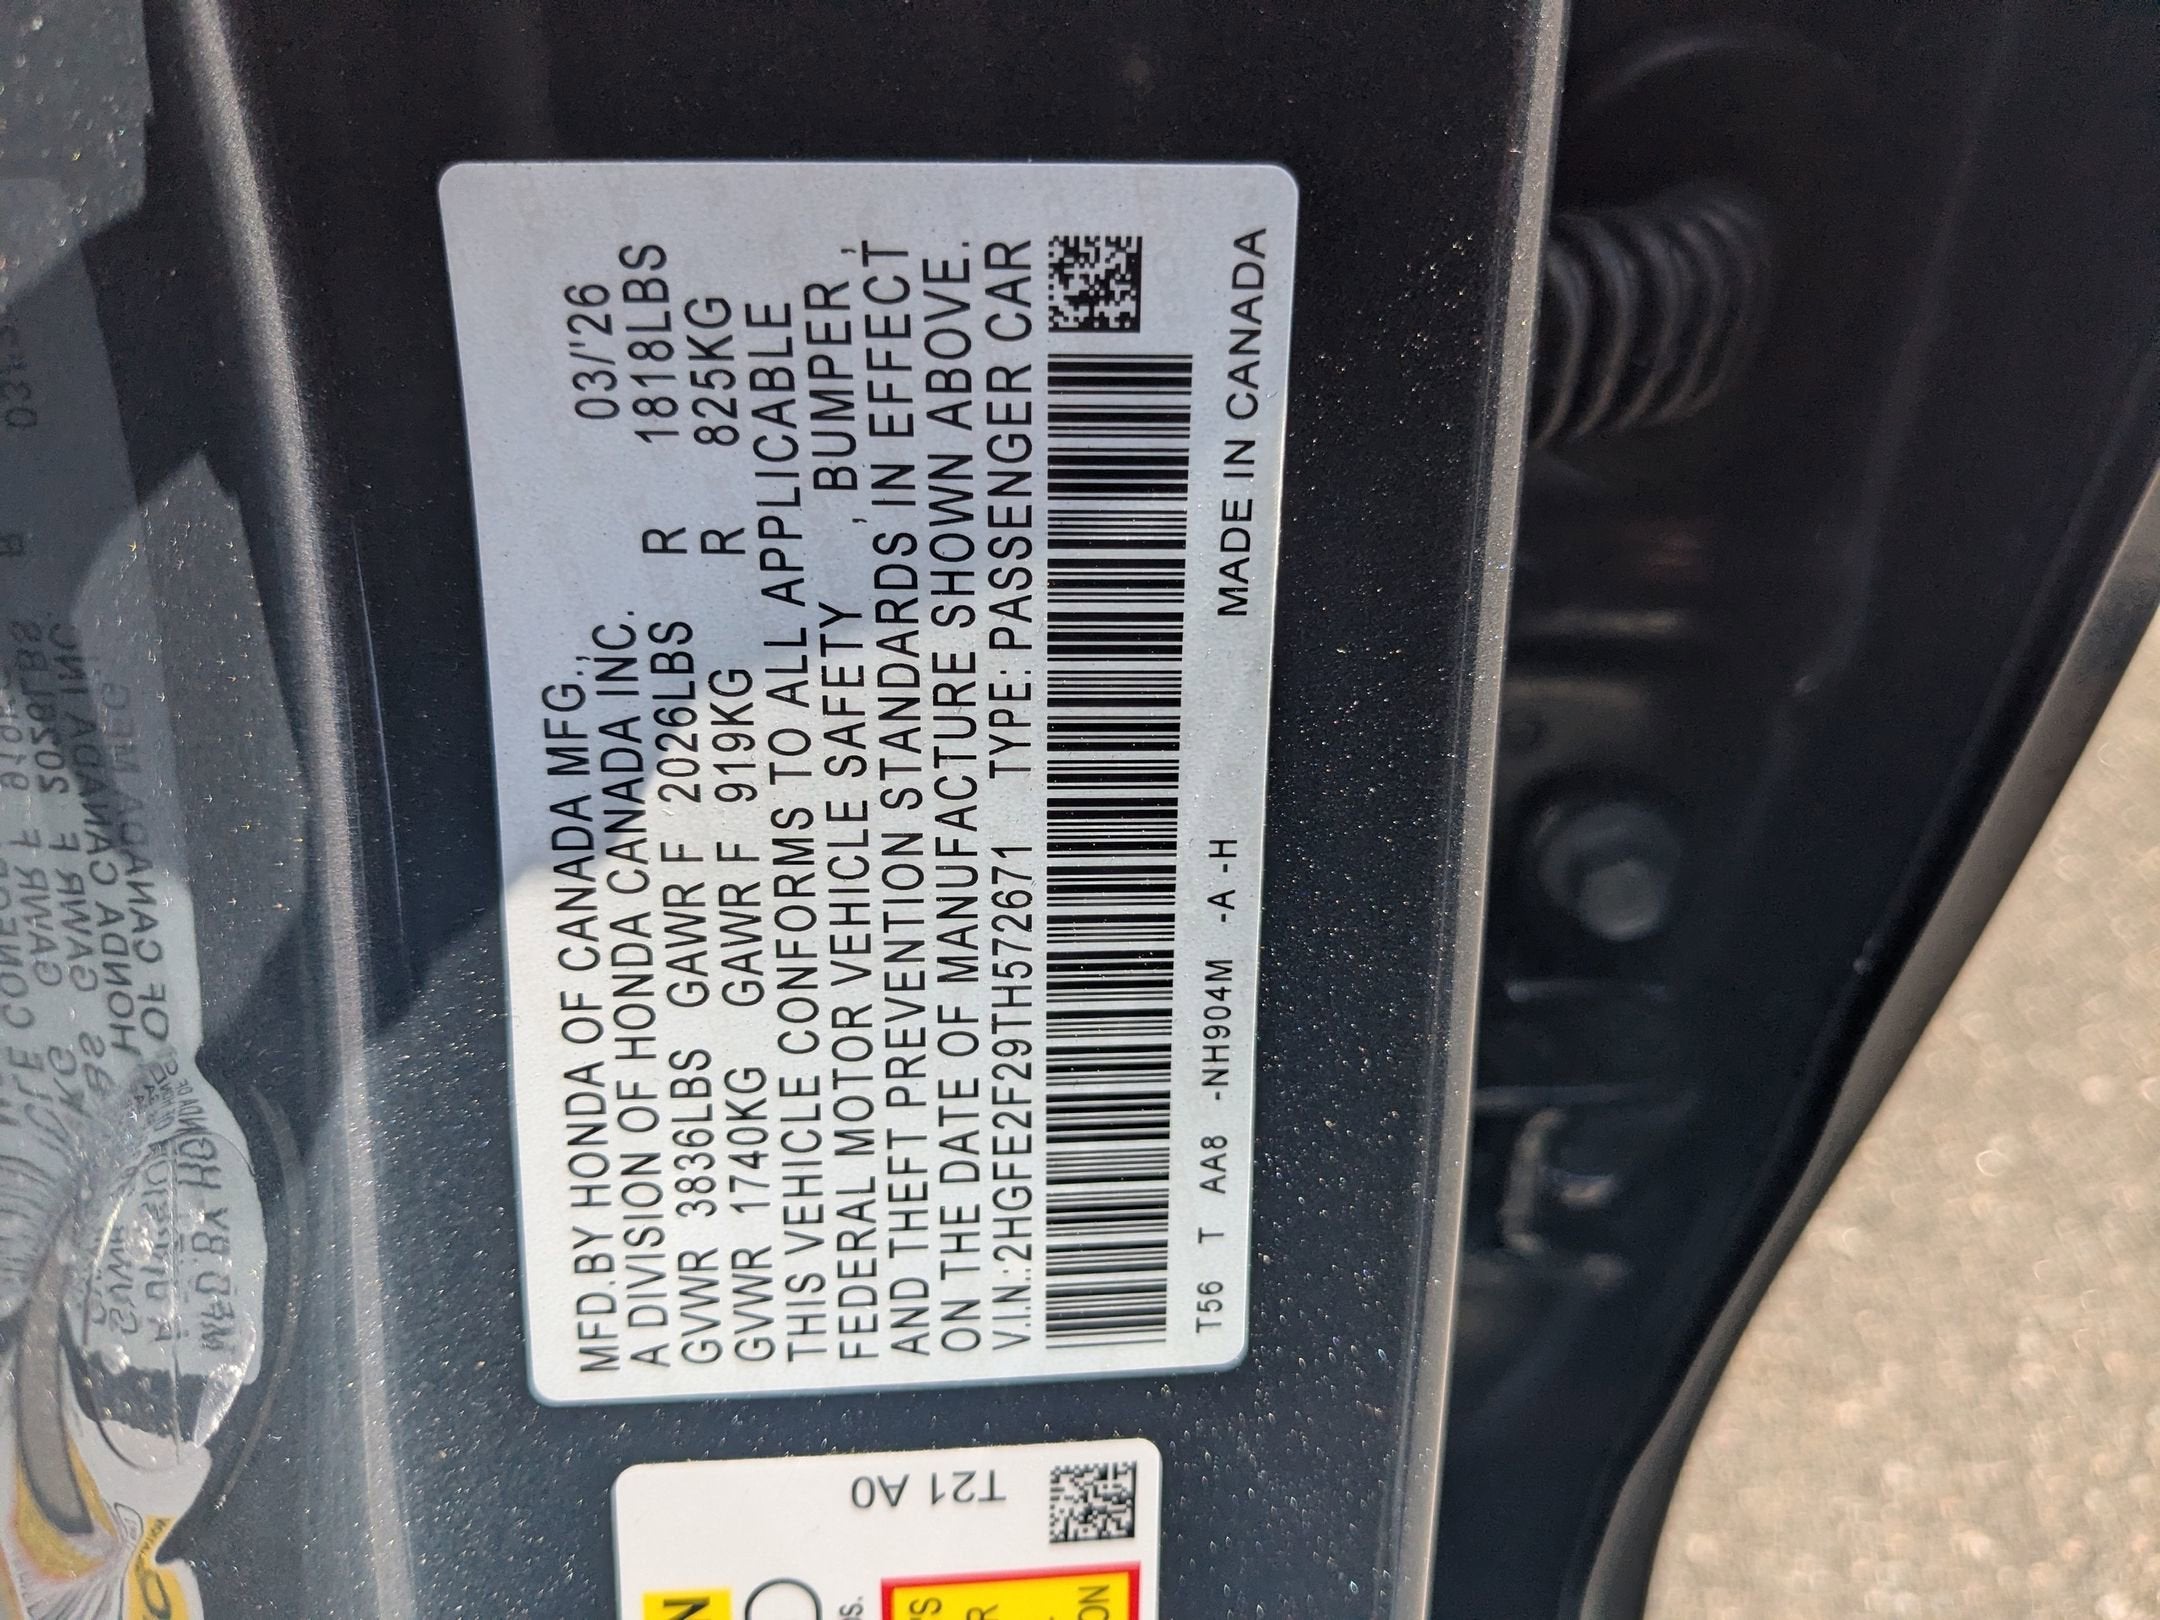 MFD.BY HONDA OF CANADA MFG.,
A DIVISION OF HONDA CANADA INC. 03/'26
GVWR 3836LBS GAWR F 2026LBS R 1818LBS
GVWR 1740KG GAWR F 919KG R 825KG
THIS VEHICLE CONFORMS TO ALL APPLICABLE
FEDERAL MOTOR VEHICLE SAFETY , BUMPER ,
AND THEFT PREVENTION STANDARDS IN EFFECT
ON THE DATE OF MANUFACTURE SHOWN ABOVE.
V.I.N.:2HGFE2F29TH572671 TYPE: PASSENGER CAR
T56 T AA8 -NH904M -A -H MADE IN CANADA
T21 A0